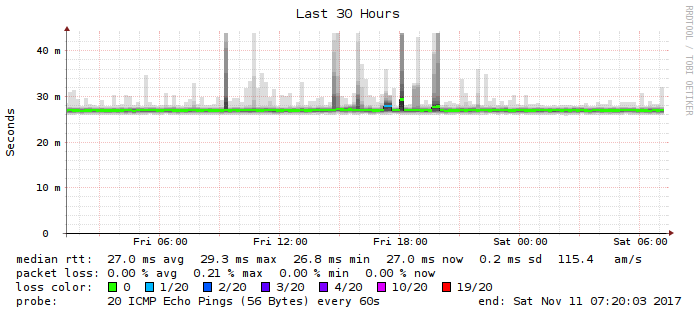 Last 30 Hours
RRDTOOL / TOBI OETIKER
Seconds
40 m
30 m
20 m
10 m
0
Fri 06:00 Fri 12:00 Fri 18:00 Sat 00:00 Sat 06:00
median rtt: 27.0 ms avg 29.3 ms max 26.8 ms min 27.0 ms now 0.2 ms sd 115.4 am/s
packet loss: 0.00 % avg 0.21 % max 0.00 % min 0.00 % now
loss color: 0 1/20 2/20 3/20 4/20 10/20 19/20
probe: 20 ICMP Echo Pings (56 Bytes) every 60s end: Sat Nov 11 07:20:03 2017